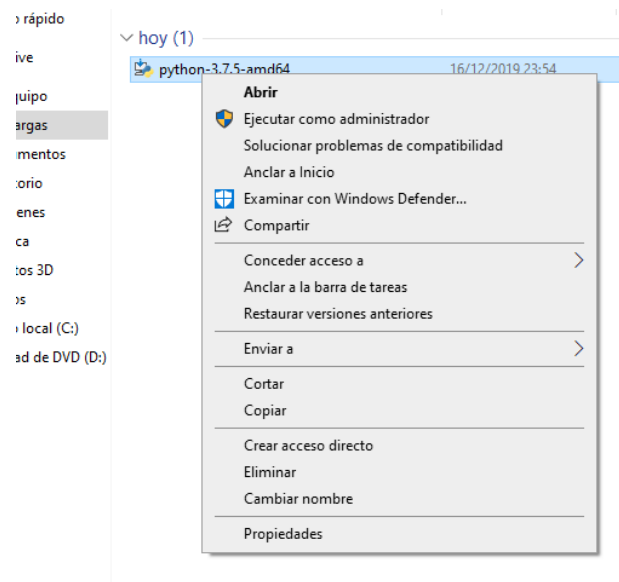 o rápido
ive
quipo
argas
mentos
torio
enes
ca
tos 3D
os
o local (C:)
ad de DVD (D:)
hoy (1)
python-3.7.5-amd64 16/12/2019 23:54
Abrir
Ejecutar como administrador
Solucionar problemas de compatibilidad
Anclar a Inicio
Examinar con Windows Defender...
Compartir
Conceder acceso a
Anclar a la barra de tareas
Restaurar versiones anteriores
Enviar a
Cortar
Copiar
Crear acceso directo
Eliminar
Cambiar nombre
Propiedades